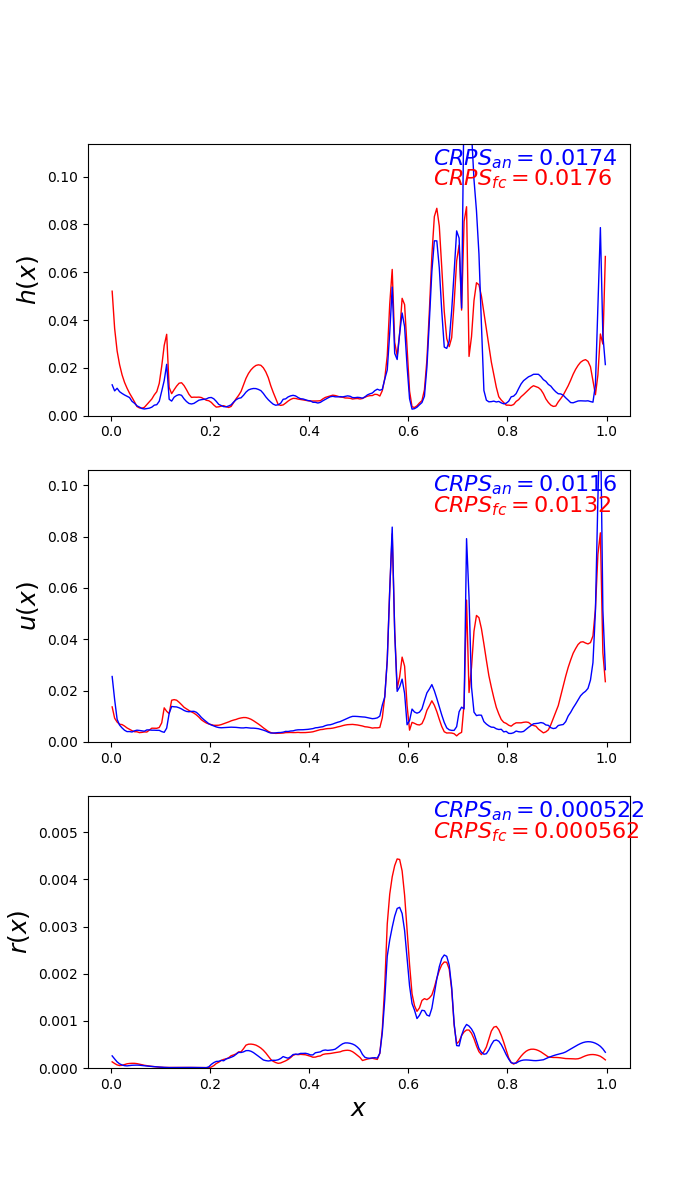 CRPS_an = 0.0174
CRPS_fc = 0.0176
0.10
0.08
0.06
0.04
0.02
0.00
h(x)
0.0 0.2 0.4 0.6 0.8 1.0
CRPS_an = 0.0116
CRPS_fc = 0.0132
0.10
0.08
0.06
0.04
0.02
0.00
u(x)
0.0 0.2 0.4 0.6 0.8 1.0
CRPS_an = 0.000522
CRPS_fc = 0.000562
0.005
0.004
0.003
0.002
0.001
0.000
r(x)
0.0 0.2 0.4 0.6 0.8 1.0
x